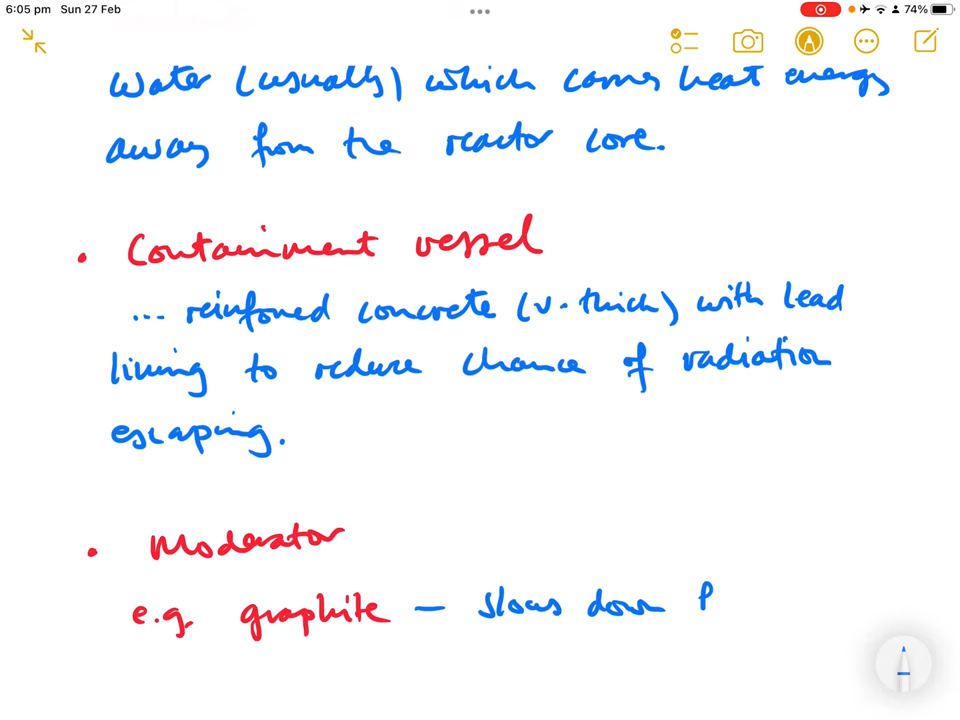 6:05 pm Sun 27 Feb
74%
water (usually) which carries heat energy
away from the reactor core.
• Containment vessel
... reinforced concrete (v. thick) with lead
lining to reduce chance of radiation
escaping.
• Moderator
e.g. graphite — slows down f